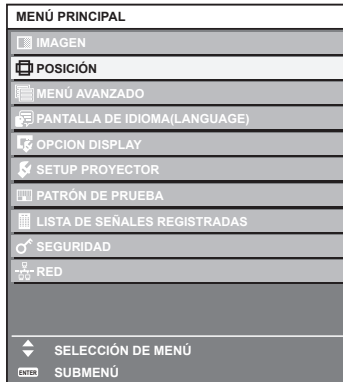 MENÚ PRINCIPAL
IMAGEN
POSICIÓN
MENÚ AVANZADO
PANTALLA DE IDIOMA(LANGUAGE)
OPCION DISPLAY
SETUP PROYECTOR
PATRÓN DE PRUEBA
LISTA DE SEÑALES REGISTRADAS
SEGURIDAD
RED
SELECCIÓN DE MENÚ
ENTER SUBMENÚ